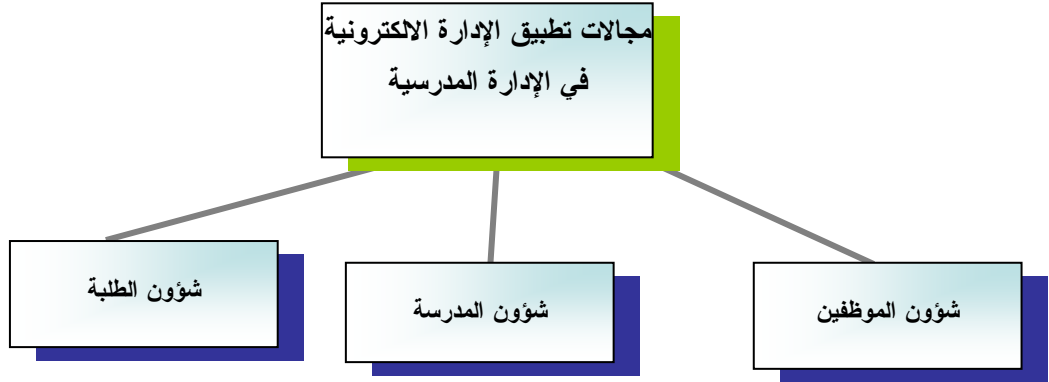 مجالات تطبيق الإدارة الالكترونية
في الإدارة المدرسية
شؤون الموظفين
شؤون المدرسة
شؤون الطلبة